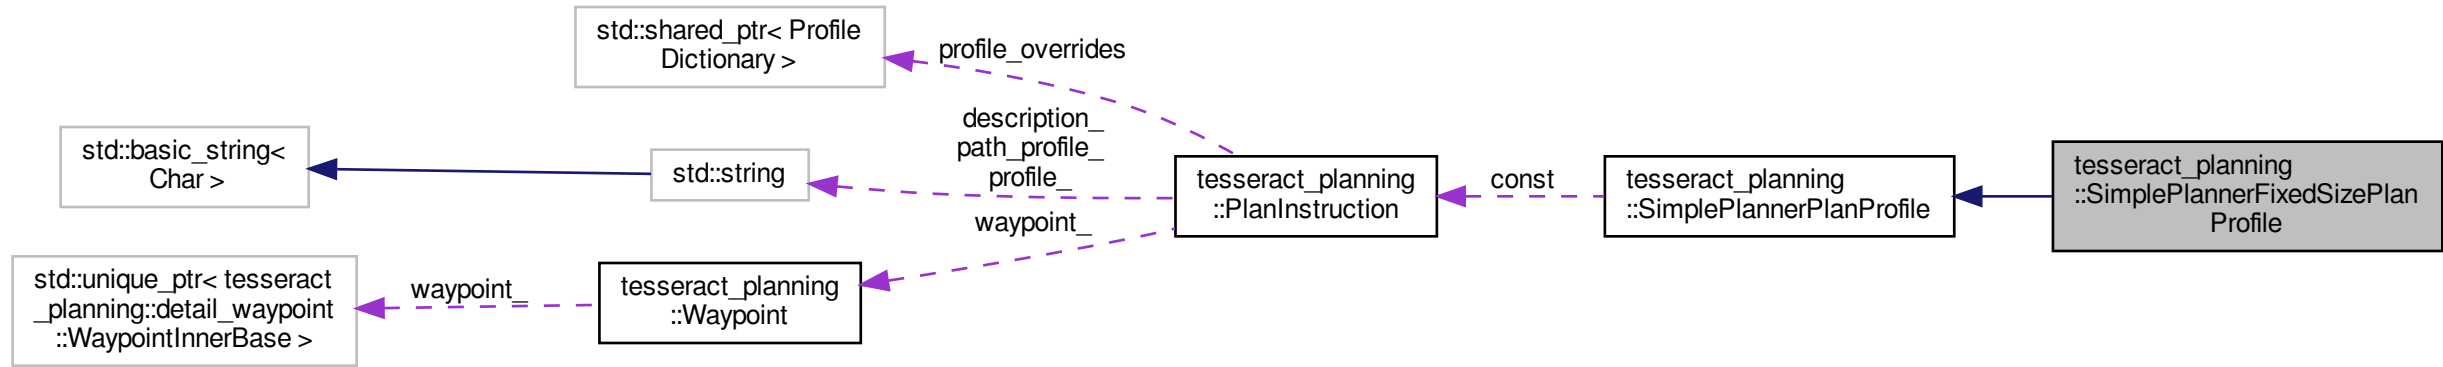 std::shared_ptr< Profile
Dictionary >
profile_overrides
std::basic_string<
Char >
std::string
description_
path_profile_
profile_
tesseract_planning
::PlanInstruction
const
tesseract_planning
::SimplePlannerPlanProfile
tesseract_planning
::SimplePlannerFixedSizePlan
Profile
waypoint_
std::unique_ptr< tesseract
_planning::detail_waypoint
::WaypointInnerBase >
waypoint_
tesseract_planning
::Waypoint